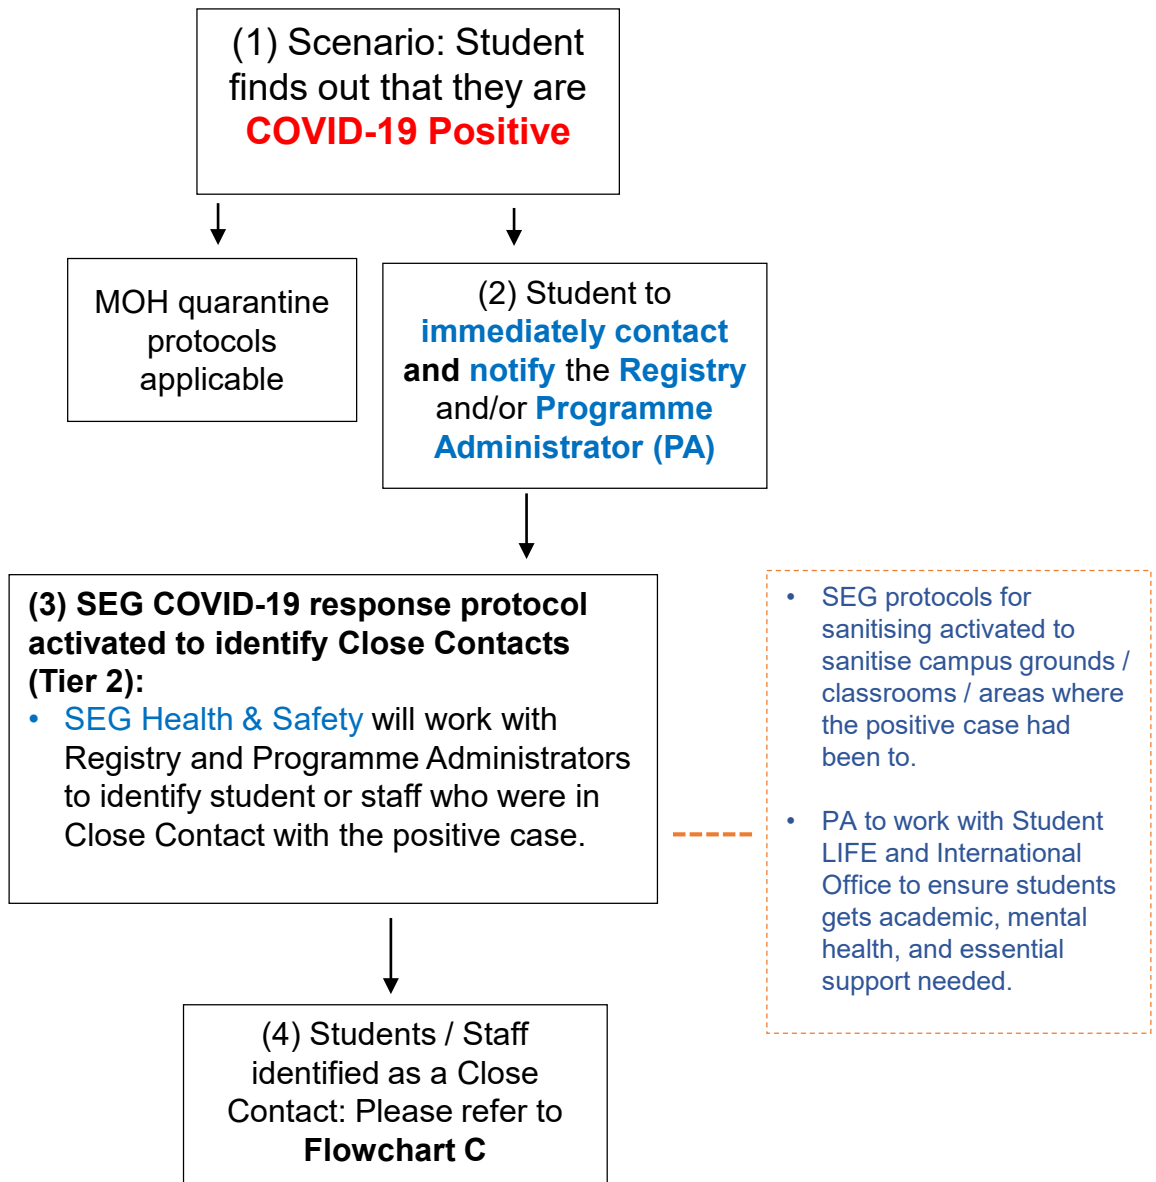 (1) Scenario: Student
finds out that they are
COVID-19 Positive
MOH quarantine
protocols
applicable
(2) Student to
immediately contact
and notify the Registry
and/or Programme
Administrator (PA)
(3) SEG COVID-19 response protocol
activated to identify Close Contacts
(Tier 2):
• SEG Health & Safety will work with
Registry and Programme Administrators
to identify student or staff who were in
Close Contact with the positive case.
• SEG protocols for
sanitising activated to
sanitise campus grounds /
classrooms / areas where
the positive case had
been to.
• PA to work with Student
LIFE and International
Office to ensure students
gets academic, mental
health, and essential
support needed.
(4) Students / Staff
identified as a Close
Contact: Please refer to
Flowchart C